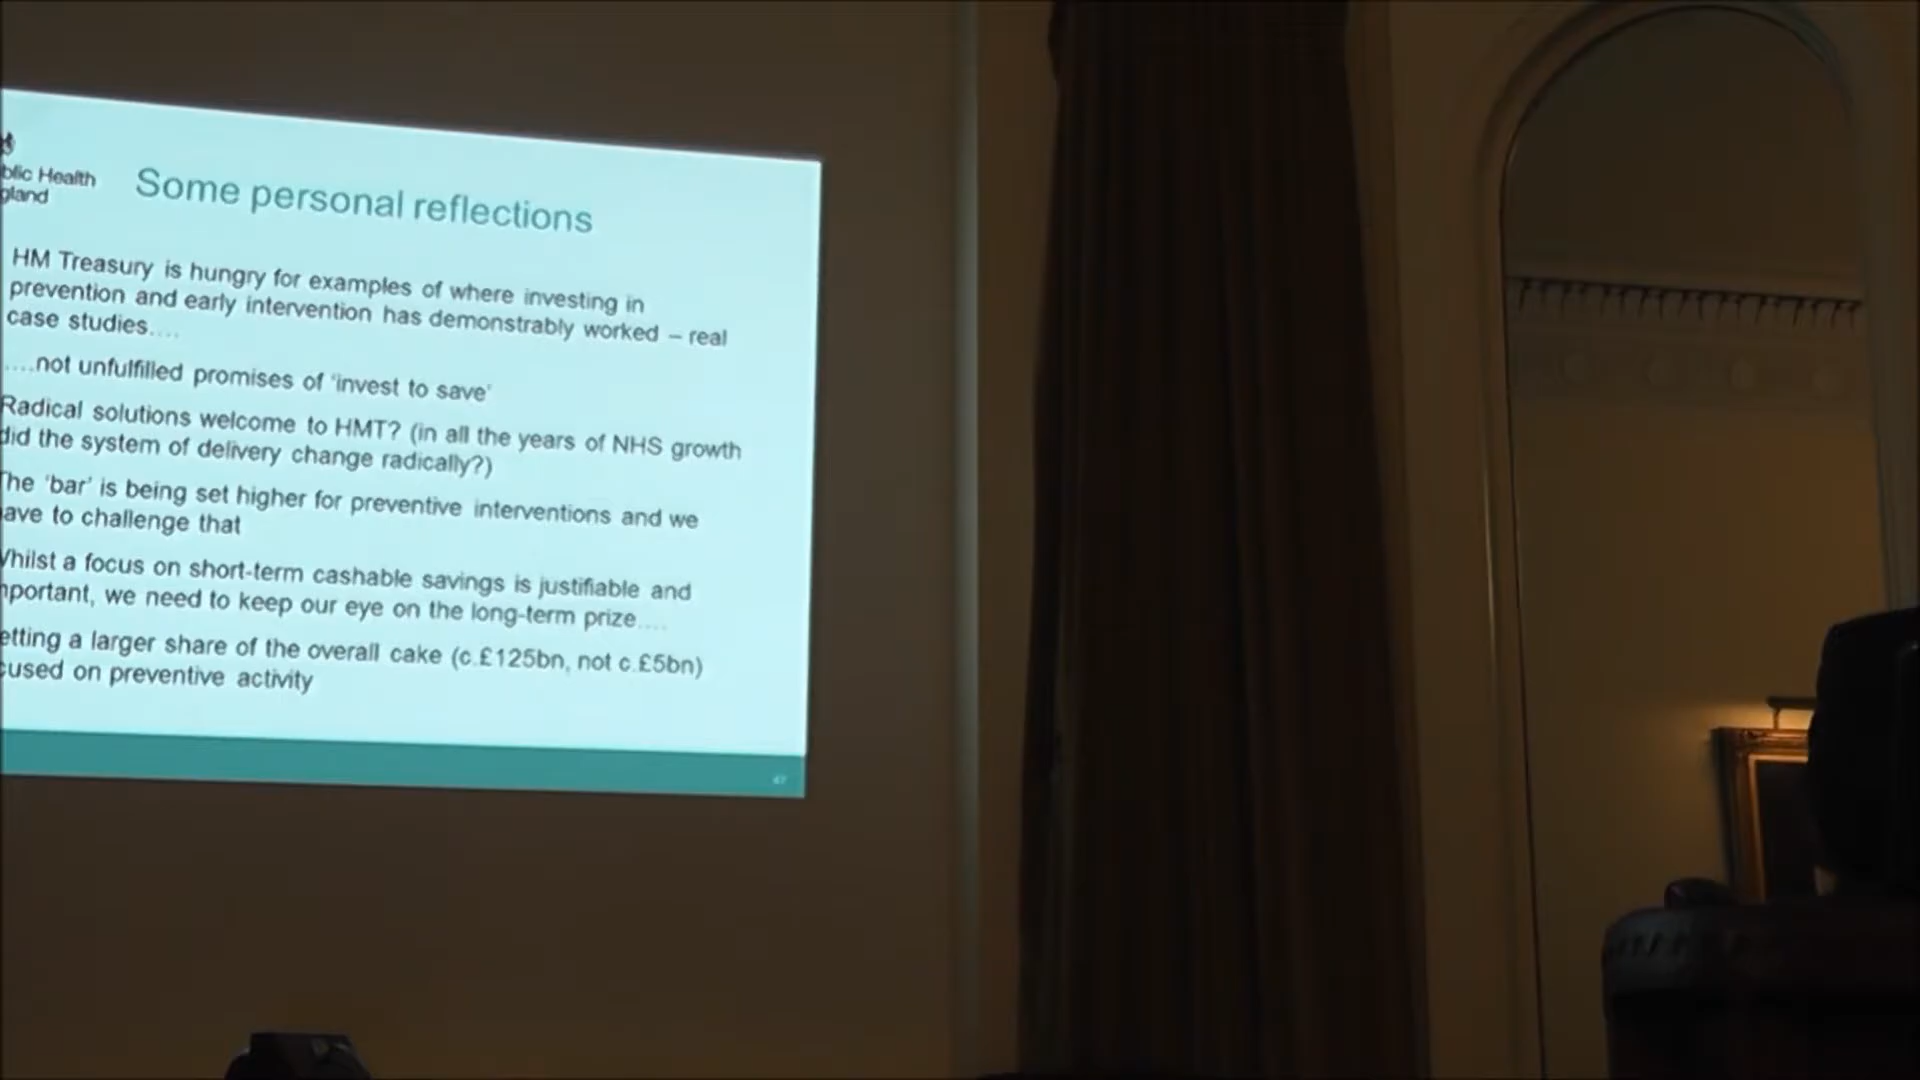 blic Health
gland
Some personal reflections
HM Treasury is hungry for examples of where investing in
prevention and early intervention has demonstrably worked – real
case studies....
....not unfulfilled promises of ‘invest to save’
Radical solutions welcome to HMT? (in all the years of NHS growth
did the system of delivery change radically?)
The ‘bar’ is being set higher for preventive interventions and we
ave to challenge that
Whilst a focus on short-term cashable savings is justifiable and
mportant, we need to keep our eye on the long-term prize....
etting a larger share of the overall cake (c.£125bn, not c.£5bn)
cused on preventive activity
47